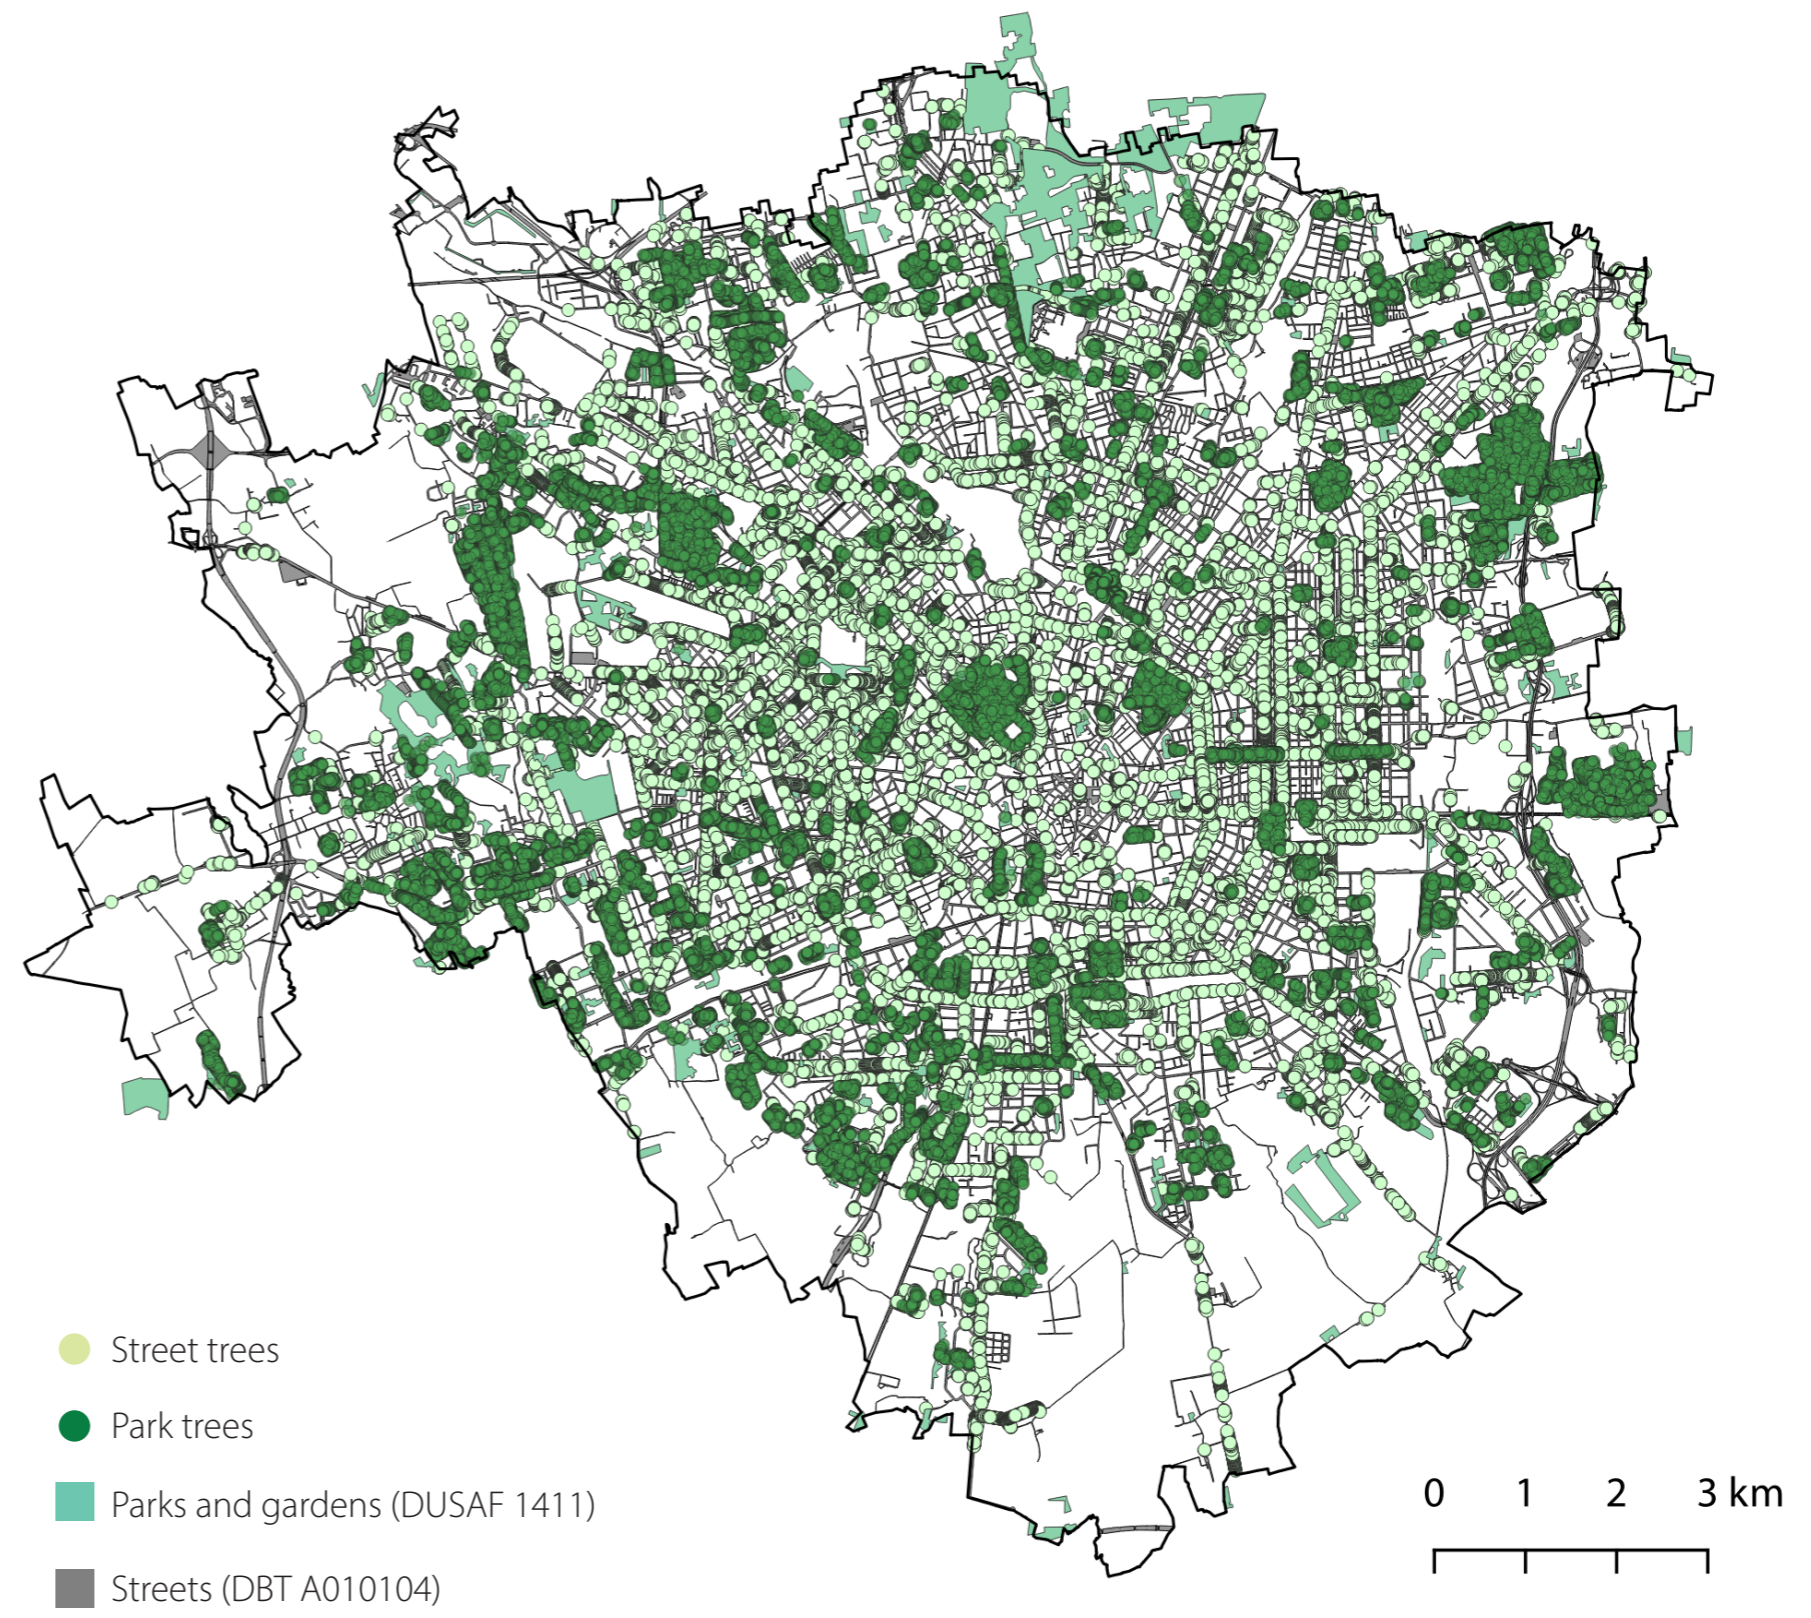 Street trees
Park trees
Parks and gardens (DUSAF 1411)
Streets (DBT A010104)
0 1 2 3 km